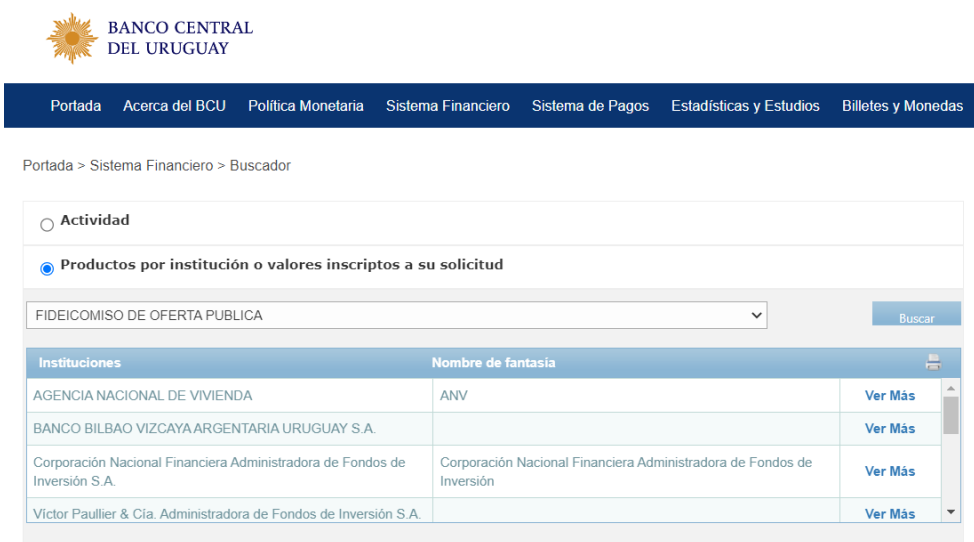 BANCO CENTRAL
DEL URUGUAY
Portada Acerca del BCU Política Monetaria Sistema Financiero Sistema de Pagos Estadísticas y Estudios Billetes y Monedas
Portada > Sistema Financiero > Buscador
Actividad
Productos por institución o valores inscriptos a su solicitud
FIDEICOMISO DE OFERTA PUBLICA Buscar
Instituciones Nombre de fantasía
AGENCIA NACIONAL DE VIVIENDA ANV Ver Más
BANCO BILBAO VIZCAYA ARGENTARIA URUGUAY S.A. Ver Más
Corporación Nacional Financiera Administradora de Fondos de Corporación Nacional Financiera Administradora de Fondos de
Inversión S.A. Inversión Ver Más
Víctor Paullier & Cía. Administradora de Fondos de Inversión S.A. Ver Más